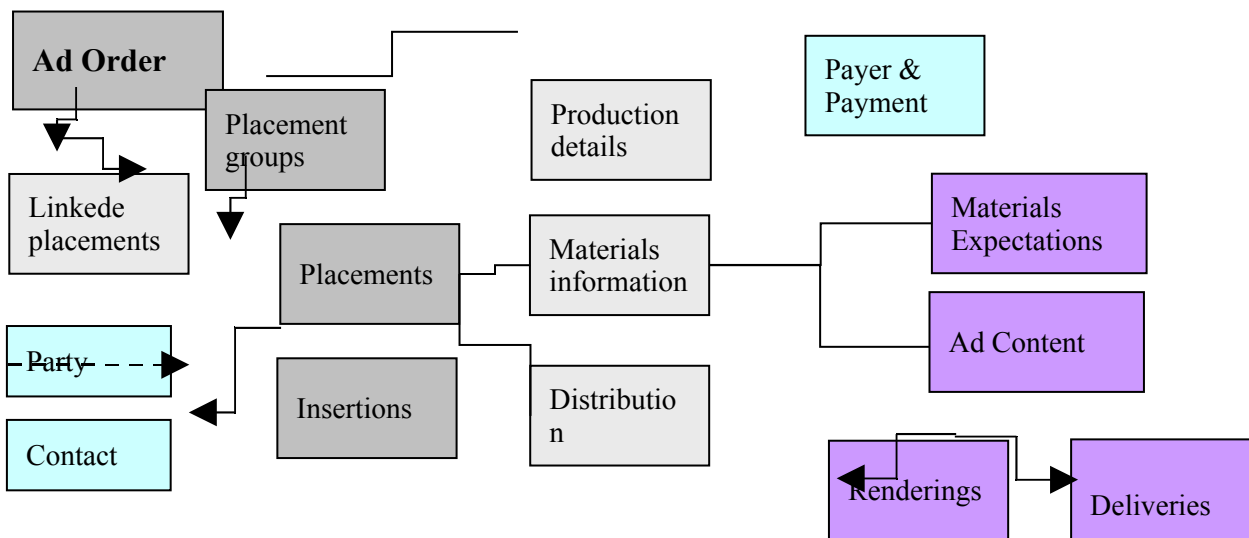 Ad Order
Placement
groups
Production
details
Payer &
Payment
Linkede
placements
Placements
Materials
information
Materials
Expectations
Ad Content
Party
Contact
Insertions
Distributio
n
Renderings
Deliveries